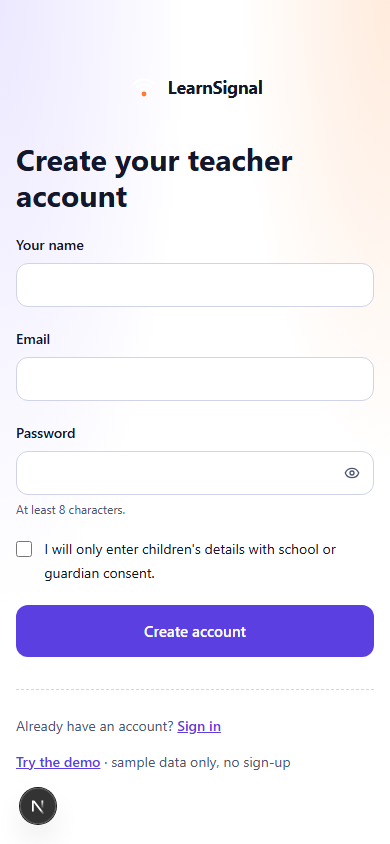 LearnSignal
Create your teacher
account
Your name
Email
Password
At least 8 characters.
I will only enter children's details with school or
guardian consent.
Create account
Already have an account? Sign in
Try the demo · sample data only, no sign-up
N